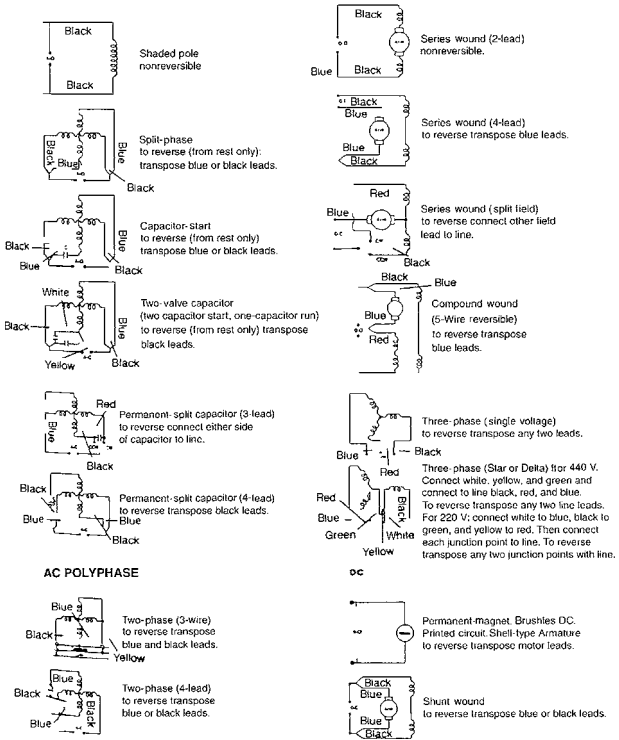 Black
Black
Shaded pole
nonreversible
Black
Blue
Black
Blue
Split-phase
to reverse (from rest only):
transpose blue or black leads.
Black
Black
Blue
Blue
Capacitor-start
to reverse (from rest only)
transpose blue or black leads.
Black
White
Black
Yellow
Two-valve capacitor
(two capacitor start, one-capacitor run)
to reverse (from rest only) transpose
black leads.
Black
Blue
Red
Permanent-split capacitor (3-lead)
to reverse connect either side
of capacitor to line.
Black
Black
Blue
Permanent-split capacitor (4-lead)
to reverse transpose black leads.
Blue
Black
AC POLYPHASE
Blue
Black
Two-phase (3-wire)
to reverse transpose
blue and black leads.
Yellow
Blue
Black
Blue
Black
Two-phase (4-lead)
to reverse transpose
blue or black leads.
Black
Blue
Black
Series wound (2-lead)
nonreversible.
Black
Blue
Black
Series wound (4-lead)
to reverse transpose blue leads.
Red
Blue
DC
CW
CCW
Black
Series wound (split field)
to reverse connect other field
lead to line.
Black
Blue
Blue
Red
Compound wound
(5-Wire reversible)
to reverse transpose
blue leads.
Blue
Red
Black
Three-phase (single voltage)
to reverse transpose any two leads.
Red
Blue
Green
Yellow
White
Black
Three-phase (Star or Delta) ftor 440 V.
Connect white, yellow, and green and
connect to line black, red, and blue.
To reverse transpose any two line leads.
For 220 V: connect white to blue, black to
green, and yellow to red. Then connect
each junction point to line. To reverse
transpose any two junction points with line.
DC
Permanent-magnet. Brushles DC.
Printed circuit. Shell-type Armature
to reverse transpose motor leads.
Black
Blue
Blue
Black
Shunt wound
to reverse transpose blue or black leads.